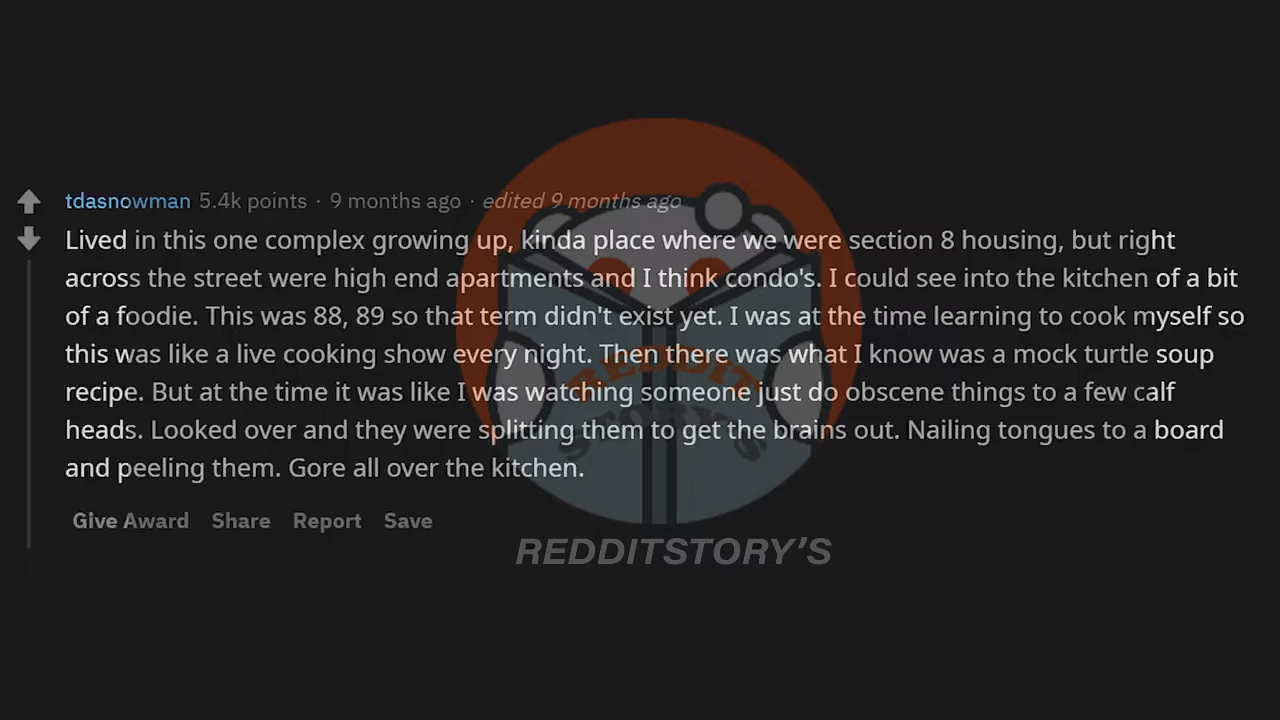 tdasnowman 5.4k points · 9 months ago · edited 9 months ago
Lived in this one complex growing up, kinda place where we were section 8 housing, but right
across the street were high end apartments and I think condo's. I could see into the kitchen of a bit
of a foodie. This was 88, 89 so that term didn't exist yet. I was at the time learning to cook myself so
this was like a live cooking show every night. Then there was what I know was a mock turtle soup
recipe. But at the time it was like I was watching someone just do obscene things to a few calf
heads. Looked over and they were splitting them to get the brains out. Nailing tongues to a board
and peeling them. Gore all over the kitchen.
REDDIT
STORY'S
Give Award Share Report Save
REDDITSTORY'S